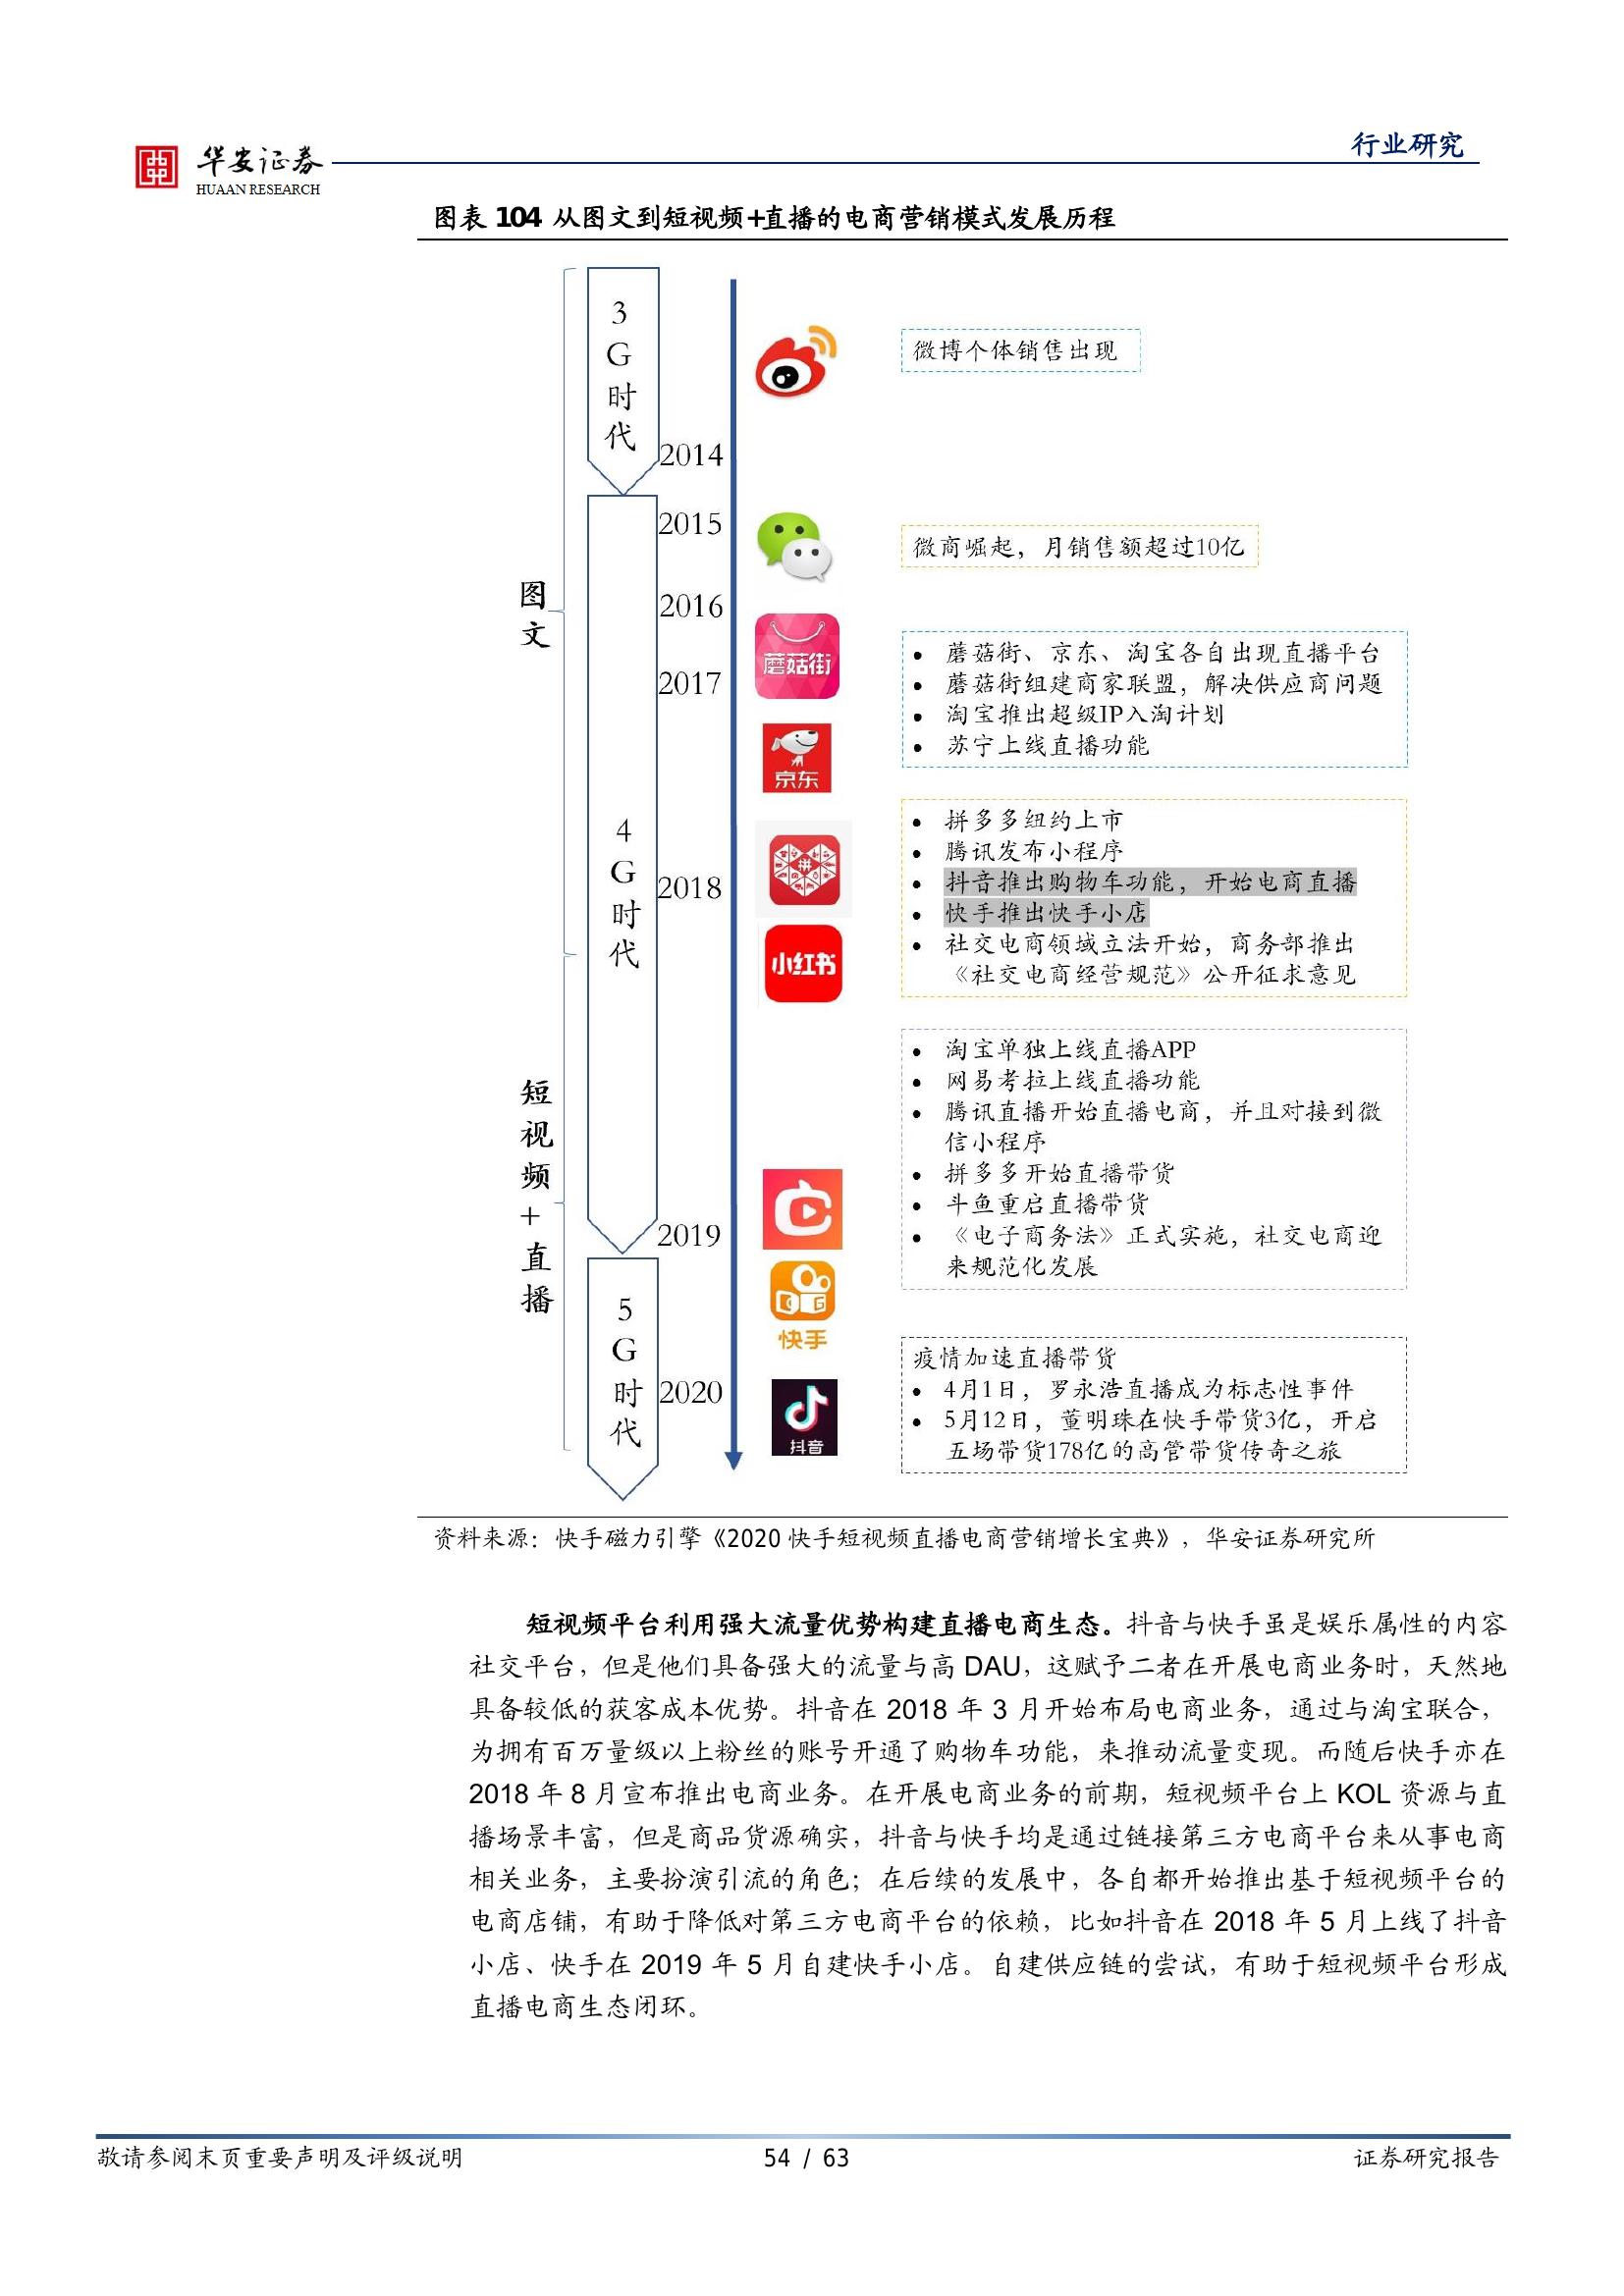 华安证券
HUAAN RESEARCH
行业研究
图表 104 从图文到短视频+直播的电商营销模式发展历程
3G时代
2014
微博个体销售出现
图文
4G时代
2015
微商崛起，月销售额超过10亿
2016
2017
蘑菇街
京东
• 蘑菇街、京东、淘宝各自出现直播平台
• 蘑菇街组建商家联盟，解决供应商问题
• 淘宝推出超级IP入淘计划
• 苏宁上线直播功能
2018
拼
小红书
• 拼多多纽约上市
• 腾讯发布小程序
• 抖音推出购物车功能，开始电商直播
• 快手推出快手小店
• 社交电商领域立法开始，商务部推出
《社交电商经营规范》公开征求意见
短视频+直播
2019
• 淘宝单独上线直播APP
• 网易考拉上线直播功能
• 腾讯直播开始直播电商，并且对接到微
信小程序
• 拼多多开始直播带货
• 斗鱼重启直播带货
• 《电子商务法》正式实施，社交电商迎
来规范化发展
5G时代
快手
2020
抖音
疫情加速直播带货
• 4月1日，罗永浩直播成为标志性事件
• 5月12日，董明珠在快手带货3亿，开启
五场带货178亿的高管带货传奇之旅
资料来源：快手磁力引擎《2020 快手短视频直播电商营销增长宝典》，华安证券研究所
短视频平台利用强大流量优势构建直播电商生态。抖音与快手虽是娱乐属性的内容
社交平台，但是他们具备强大的流量与高 DAU，这赋予二者在开展电商业务时，天然地
具备较低的获客成本优势。抖音在 2018 年 3 月开始布局电商业务，通过与淘宝联合，
为拥有百万量级以上粉丝的账号开通了购物车功能，来推动流量变现。而随后快手亦在
2018 年 8 月宣布推出电商业务。在开展电商业务的前期，短视频平台上 KOL 资源与直
播场景丰富，但是商品货源确实，抖音与快手均是通过链接第三方电商平台来从事电商
相关业务，主要扮演引流的角色；在后续的发展中，各自都开始推出基于短视频平台的
电商店铺，有助于降低对第三方电商平台的依赖，比如抖音在 2018 年 5 月上线了抖音
小店、快手在 2019 年 5 月自建快手小店。自建供应链的尝试，有助于短视频平台形成
直播电商生态闭环。
敬请参阅末页重要声明及评级说明
54 / 63
证券研究报告